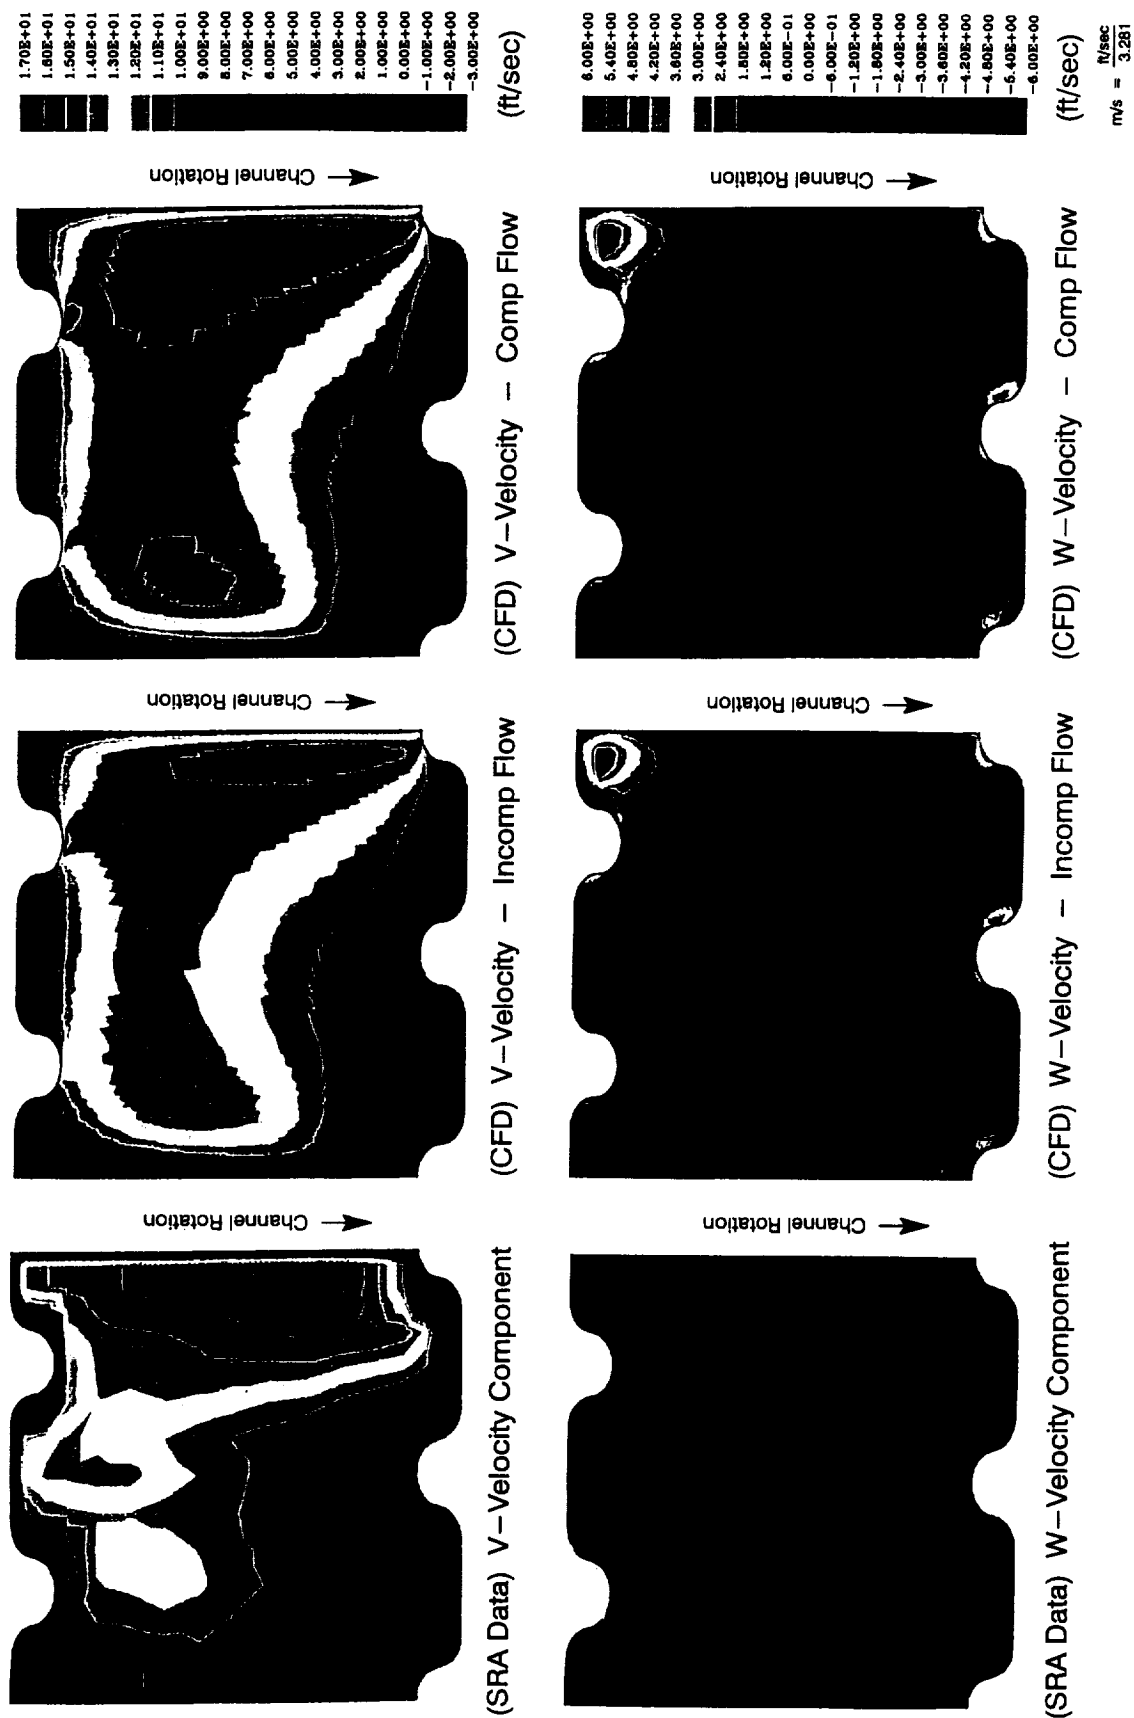 1.70E+01
1.60E+01
1.50E+01
1.40E+01
1.30E+01
1.20E+01
1.10E+01
1.00E+01
9.00E+00
8.00E+00
7.00E+00
6.00E+00
5.00E+00
4.00E+00
3.00E+00
2.00E+00
1.00E+00
0.00E+00
-1.00E+00
-2.00E+00
-3.00E+00
(ft/sec)
Channel Rotation
(CFD) V-Velocity - Comp Flow
Channel Rotation
(CFD) V-Velocity - Incomp Flow
Channel Rotation
(SRA Data) V-Velocity Component
6.00E+00
5.40E+00
4.80E+00
4.20E+00
3.60E+00
3.00E+00
2.40E+00
1.80E+00
1.20E+00
6.00E-01
0.00E+00
-6.00E-01
-1.20E+00
-1.80E+00
-2.40E+00
-3.00E+00
-3.60E+00
-4.20E+00
-4.80E+00
-5.40E+00
-6.00E+00
(ft/sec)
m/s = ft/sec
3.281
Channel Rotation
(CFD) W-Velocity - Comp Flow
Channel Rotation
(CFD) W-Velocity - Incomp Flow
Channel Rotation
(SRA Data) W-Velocity Component